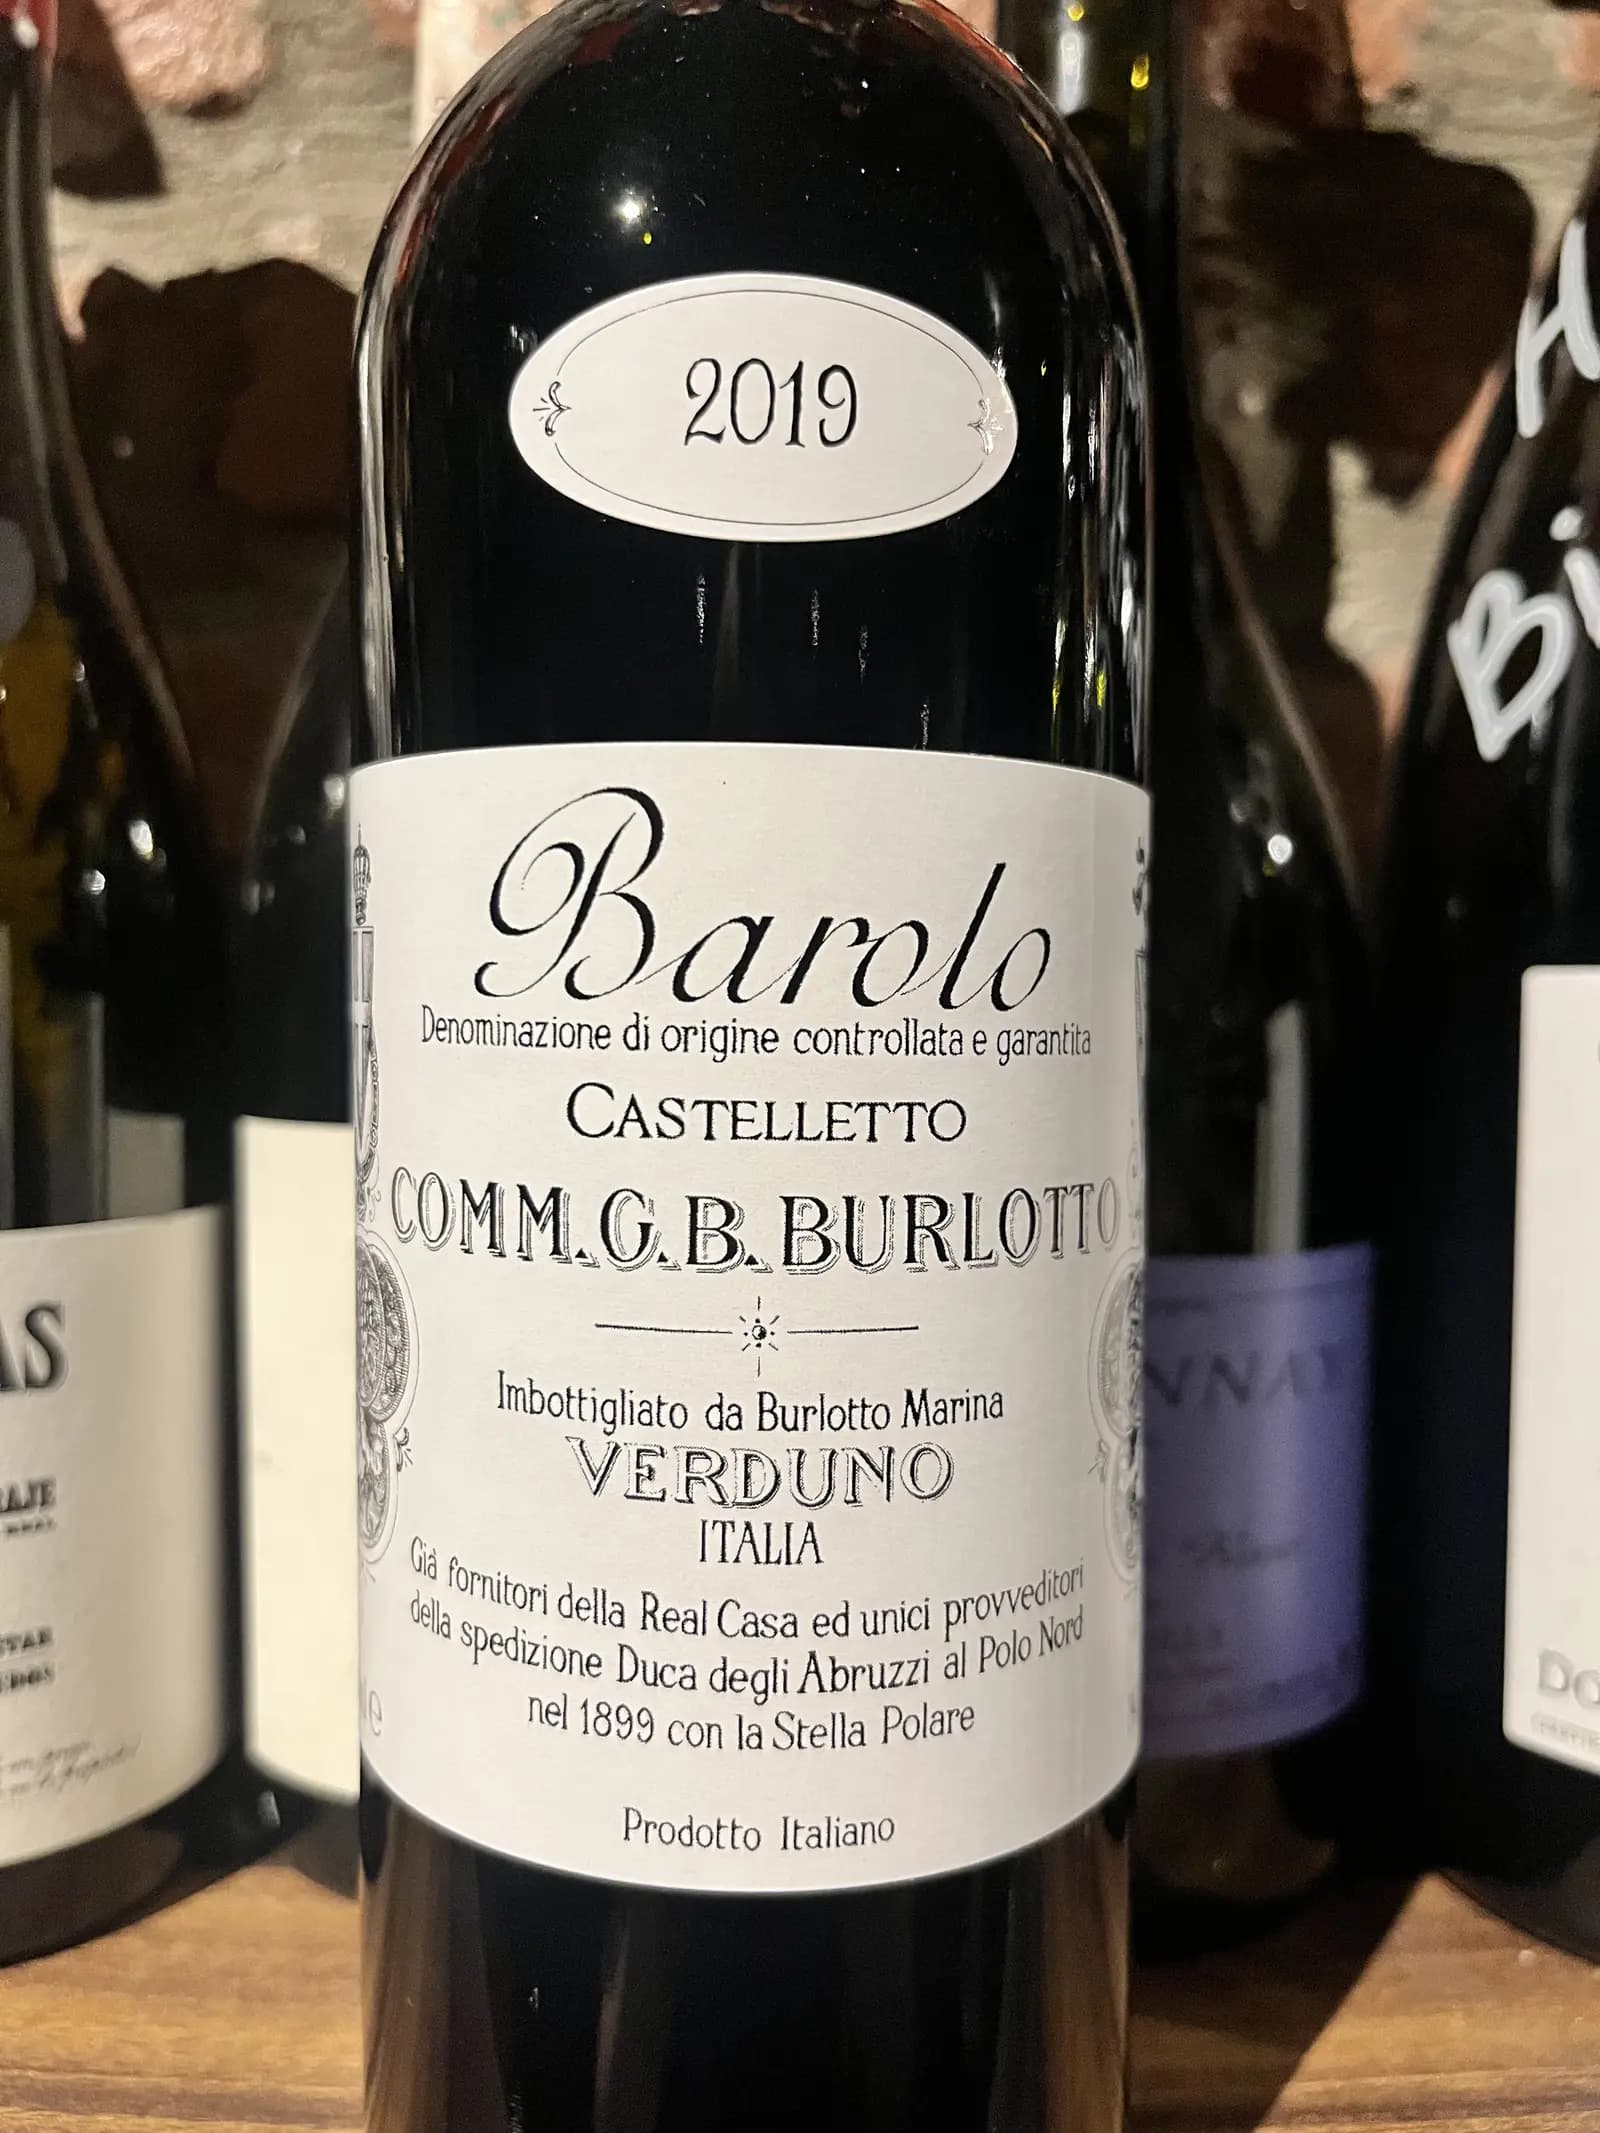 2019
Barolo
Denominazione di origine controllata e garantita
CASTELLETTO
COMM. G. B. BURLOTTO
Imbottigliato da Burlotto Marina
VERDUNO
ITALIA
Già fornitori della Real Casa ed unici provveditori
della spedizione Duca degli Abruzzi al Polo Nord
nel 1899 con la Stella Polare
Prodotto Italiano